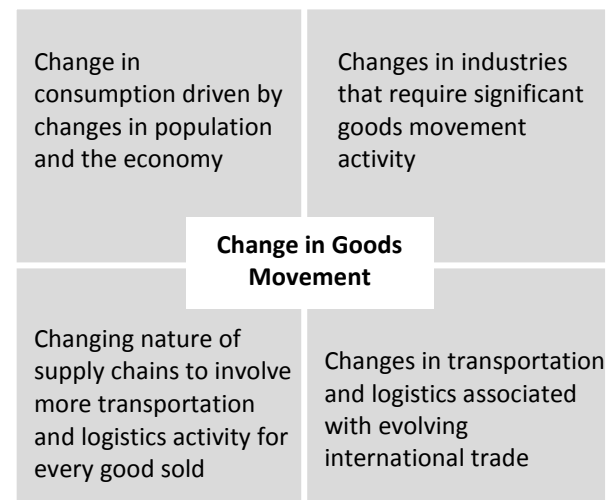 Change in
consumption driven by
changes in population
and the economy
Changes in industries
that require significant
goods movement
activity
Change in Goods
Movement
Changing nature of
supply chains to involve
more transportation
and logistics activity for
every good sold
Changes in transportation
and logistics associated
with evolving
international trade